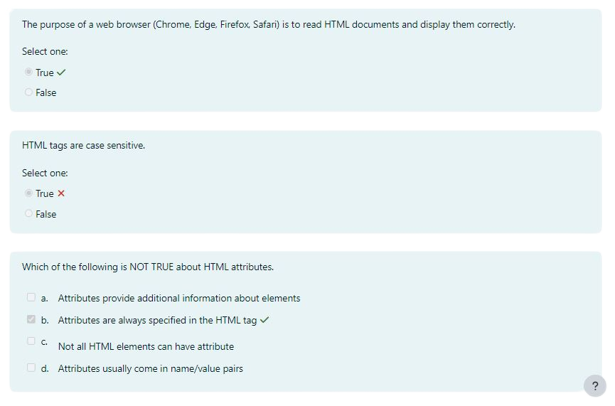 The purpose of a web browser (Chrome, Edge, Firefox, Safari) is to read HTML documents and display them correctly.
Select one:
True
False
HTML tags are case sensitive.
Select one:
True
False
Which of the following is NOT TRUE about HTML attributes.
a. Attributes provide additional information about elements
b. Attributes are always specified in the HTML tag
c. Not all HTML elements can have attribute
d. Attributes usually come in name/value pairs
?